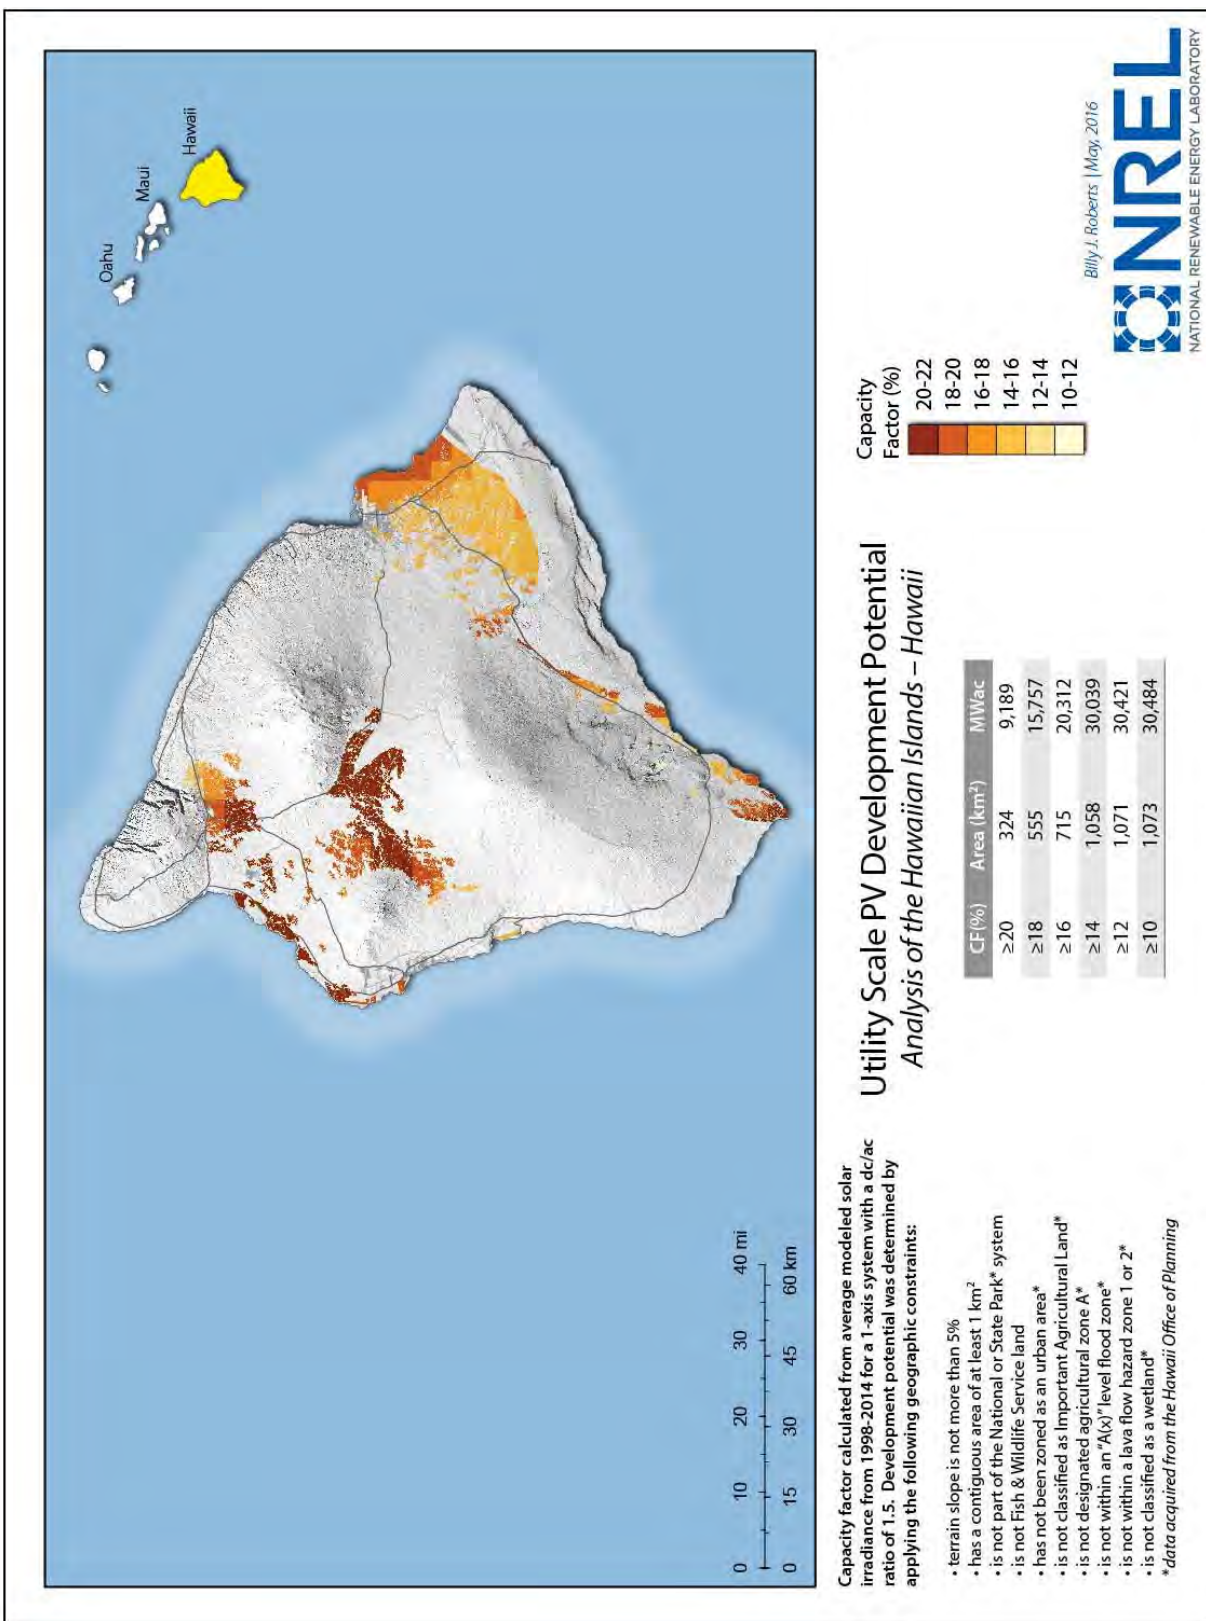 Oahu
Maui
Hawaii
0 10 20 30 40 mi
0 15 30 45 60 km
Capacity factor calculated from average modeled solar
irradiance from 1998-2014 for a 1-axis system with a dc/ac
ratio of 1.5. Development potential was determined by
applying the following geographic constraints:
• terrain slope is not more than 5%
• has a contiguous area of at least 1 km²
• is not part of the National or State Park* system
• is not Fish & Wildlife Service land
• has not been zoned as an urban area*
• is not classified as Important Agricultural Land*
• is not designated agricultural zone A*
• is not within an "A(x)" level flood zone*
• is not within a lava flow hazard zone 1 or 2*
• is not classified as a wetland*
*data acquired from the Hawaii Office of Planning
Utility Scale PV Development Potential
Analysis of the Hawaiian Islands – Hawaii
CF(%) Area (km²) MWac
≥20 324 9,189
≥18 555 15,757
≥16 715 20,312
≥14 1,058 30,039
≥12 1,071 30,421
≥10 1,073 30,484
Capacity
Factor (%)
20-22
18-20
16-18
14-16
12-14
10-12
Billy J. Roberts | May, 2016
NREL
NATIONAL RENEWABLE ENERGY LABORATORY